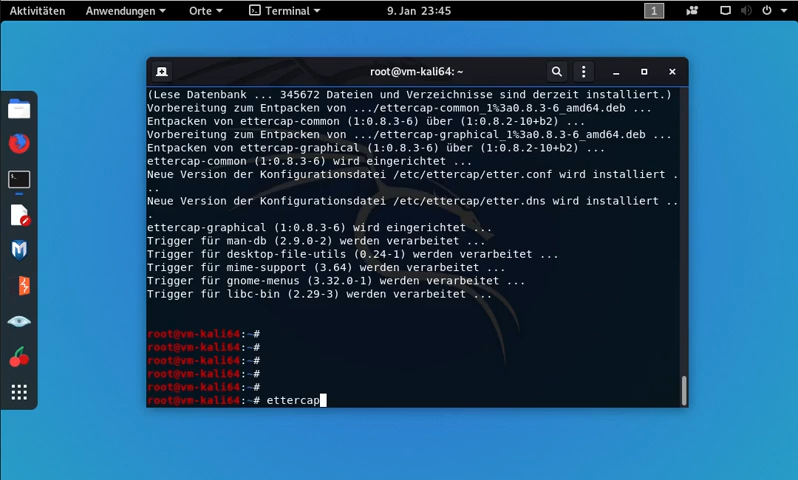 Aktivitäten Anwendungen Orte Terminal 9. Jan 23:45 1
root@vm-kali64: ~
(Lese Datenbank ... 345672 Dateien und Verzeichnisse sind derzeit installiert.)
Vorbereitung zum Entpacken von .../ettercap-common_1%3a0.8.3-6_amd64.deb ...
Entpacken von ettercap-common (1:0.8.3-6) über (1:0.8.2-10+b2) ...
Vorbereitung zum Entpacken von .../ettercap-graphical_1%3a0.8.3-6_amd64.deb ...
Entpacken von ettercap-graphical (1:0.8.3-6) über (1:0.8.2-10+b2) ...
ettercap-common (1:0.8.3-6) wird eingerichtet ...
Neue Version der Konfigurationsdatei /etc/ettercap/etter.conf wird installiert .
..
Neue Version der Konfigurationsdatei /etc/ettercap/etter.dns wird installiert ..
.
ettercap-graphical (1:0.8.3-6) wird eingerichtet ...
Trigger für man-db (2.9.0-2) werden verarbeitet ...
Trigger für desktop-file-utils (0.24-1) werden verarbeitet ...
Trigger für mime-support (3.64) werden verarbeitet ...
Trigger für gnome-menus (3.32.0-1) werden verarbeitet ...
Trigger für libc-bin (2.29-3) werden verarbeitet ...
root@vm-kali64:~#
root@vm-kali64:~#
root@vm-kali64:~#
root@vm-kali64:~#
root@vm-kali64:~#
root@vm-kali64:~# ettercap